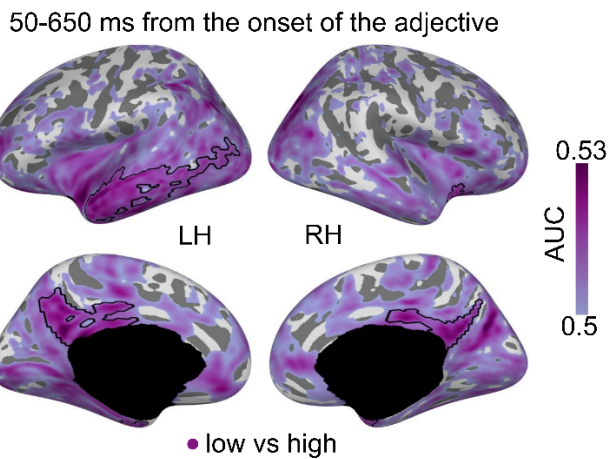 50-650 ms from the onset of the adjective
0.53
LH
RH
AUC
0.5
low vs high